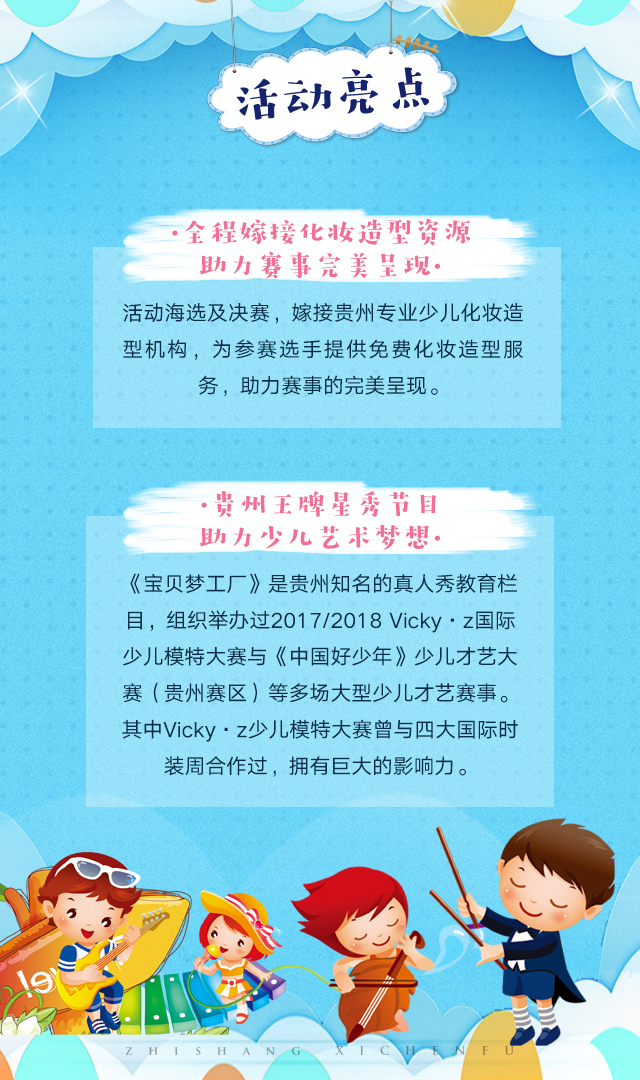 活动亮点
·全程嫁接化妆造型资源
助力赛事完美呈现·
活动海选及决赛，嫁接贵州专业少儿化妆造
型机构，为参赛选手提供免费化妆造型服
务，助力赛事的完美呈现。
·贵州王牌星秀节目
助力少儿艺术梦想·
《宝贝梦工厂》是贵州知名的真人秀教育栏
目，组织举办过2017/2018 Vicky·z国际
少儿模特大赛与《中国好少年》少儿才艺大
赛（贵州赛区）等多场大型少儿才艺赛事。
其中Vicky·z少儿模特大赛曾与四大国际时
装周合作过，拥有巨大的影响力。
ZHISHANG XICHENFU